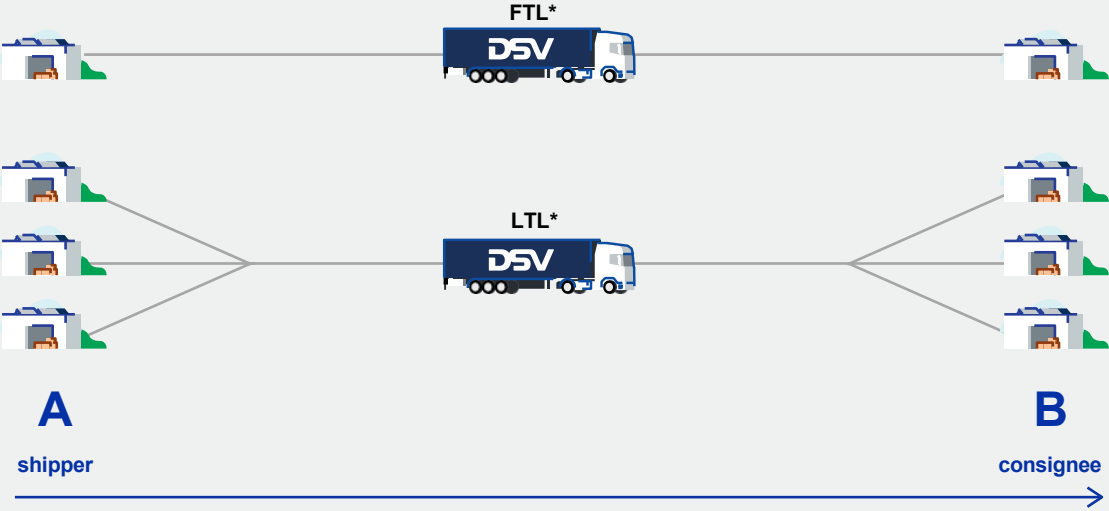 FTL*
DSV
LTL*
DSV
A
B
shipper
consignee